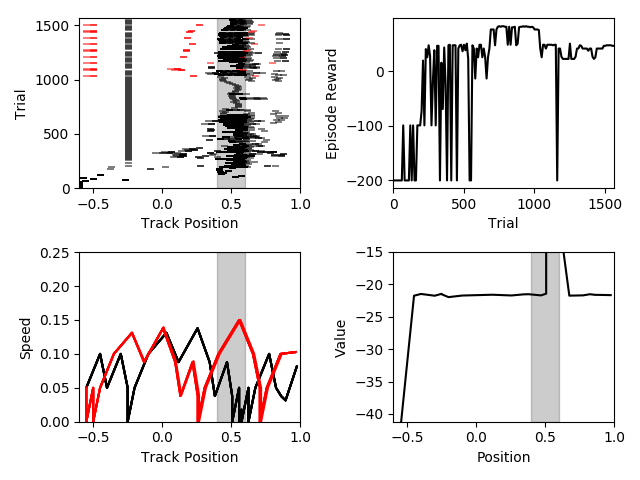 1500
1000
500
0
Trial
−0.5 0.0 0.5 1.0
Track Position
0
−100
−200
Episode Reward
0 500 1000 1500
Trial
0.25
0.20
0.15
0.10
0.05
0.00
Speed
−0.5 0.0 0.5 1.0
Track Position
−15
−20
−25
−30
−35
−40
Value
−0.5 0.0 0.5 1.0
Position